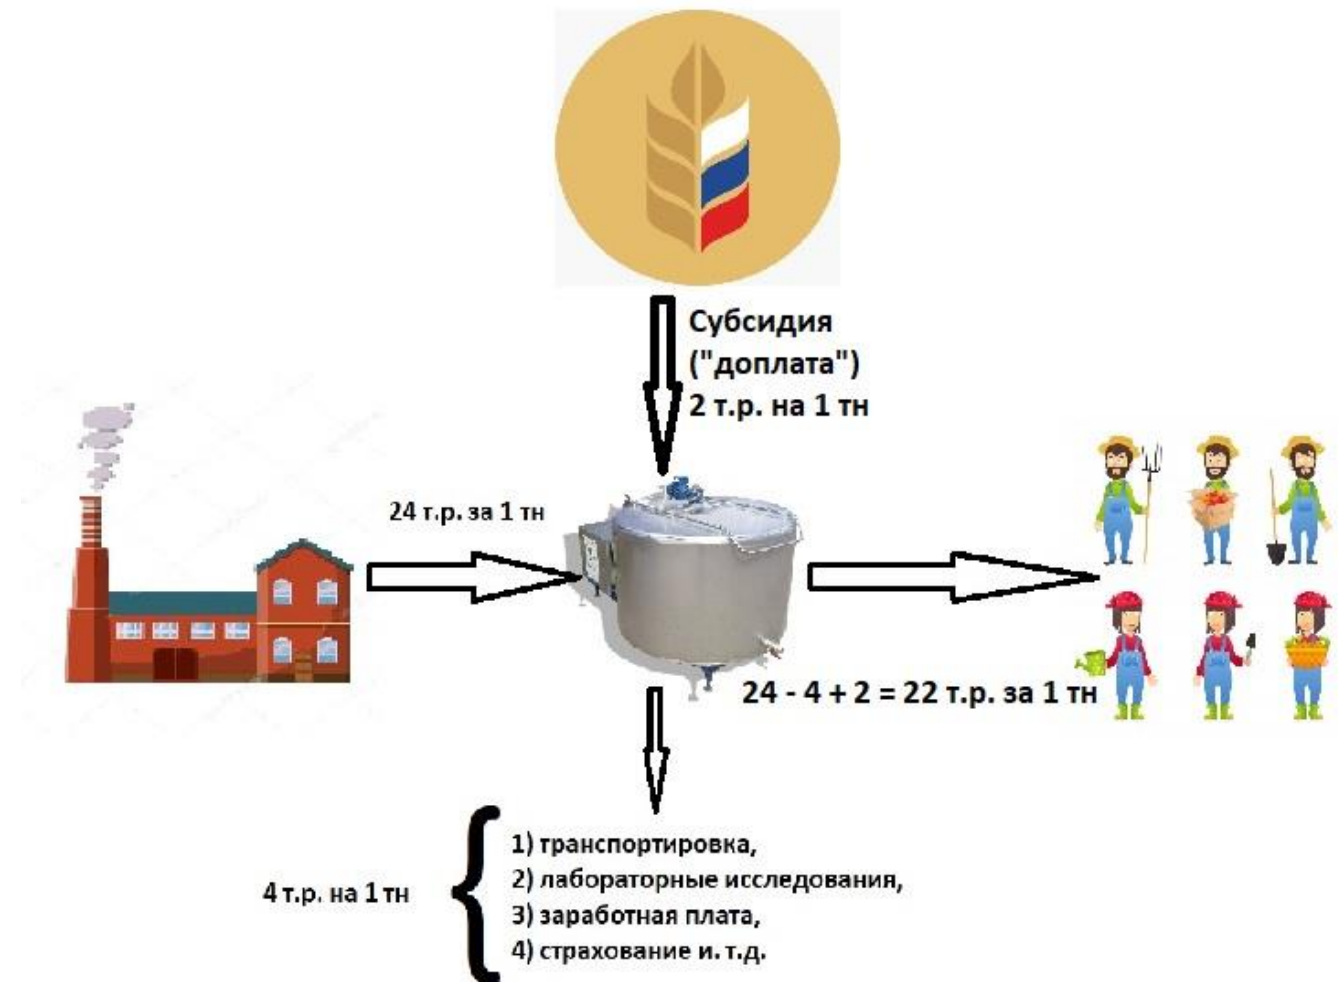 Субсидия
("доплата")
2 т.р. на 1 тн
24 т.р. за 1 тн
24 - 4 + 2 = 22 т.р. за 1 тн
4 т.р. на 1 тн
1) транспортировка,
2) лабораторные исследования,
3) заработная плата,
4) страхование и. т.д.